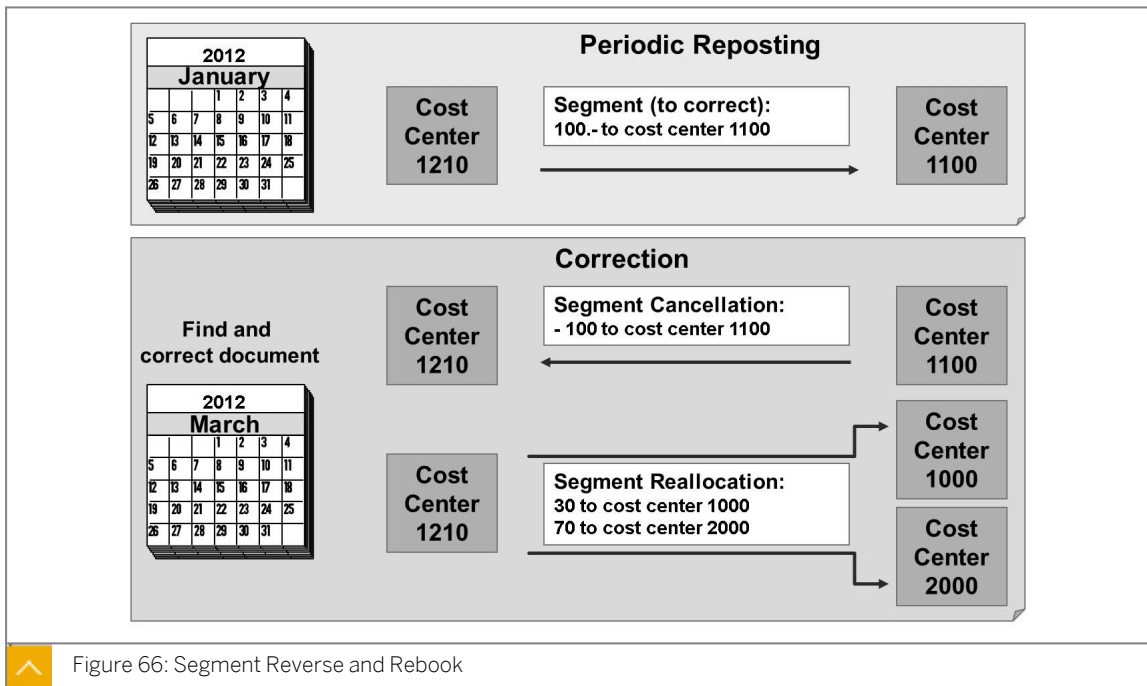 Periodic Reposting
2012
January
1 2 3 4
5 6 7 8 9 10 11
12 13 14 15 16 17 18
19 20 21 22 23 24 25
26 27 28 29 30 31
Cost
Center
1210
Segment (to correct):
100.- to cost center 1100
Cost
Center
1100
Correction
Find and
correct document
2012
March
1 2 3 4
5 6 7 8 9 10 11
12 13 14 15 16 17 18
19 20 21 22 23 24 25
26 27 28 29 30 31
Cost
Center
1210
Segment Cancellation:
- 100 to cost center 1100
Cost
Center
1100
Cost
Center
1210
Segment Reallocation:
30 to cost center 1000
70 to cost center 2000
Cost
Center
1000
Cost
Center
2000
Figure 66: Segment Reverse and Rebook